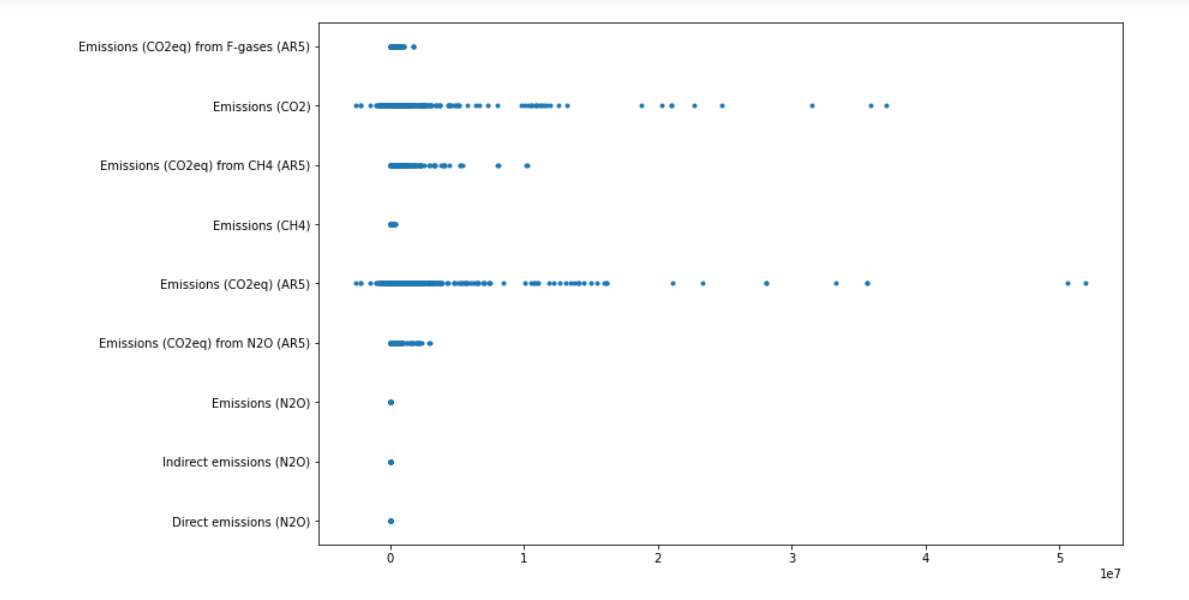 Emissions (CO2eq) from F-gases (AR5)
Emissions (CO2)
Emissions (CO2eq) from CH4 (AR5)
Emissions (CH4)
Emissions (CO2eq) (AR5)
Emissions (CO2eq) from N2O (AR5)
Emissions (N2O)
Indirect emissions (N2O)
Direct emissions (N2O)
0 1 2 3 4 5
1e7